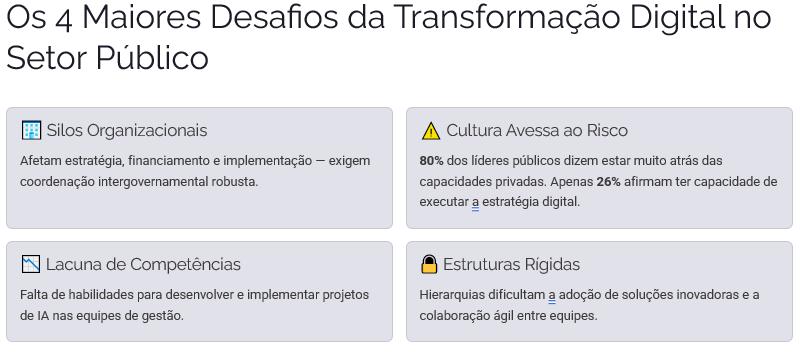 Os 4 Maiores Desafios da Transformação Digital no
Setor Público
Silos Organizacionais
Afetam estratégia, financiamento e implementação — exigem
coordenação intergovernamental robusta.
Cultura Avessa ao Risco
80% dos líderes públicos dizem estar muito atrás das
capacidades privadas. Apenas 26% afirmam ter capacidade de
executar a estratégia digital.
Lacuna de Competências
Falta de habilidades para desenvolver e implementar projetos
de IA nas equipes de gestão.
Estruturas Rígidas
Hierarquias dificultam a adoção de soluções inovadoras e a
colaboração ágil entre equipes.